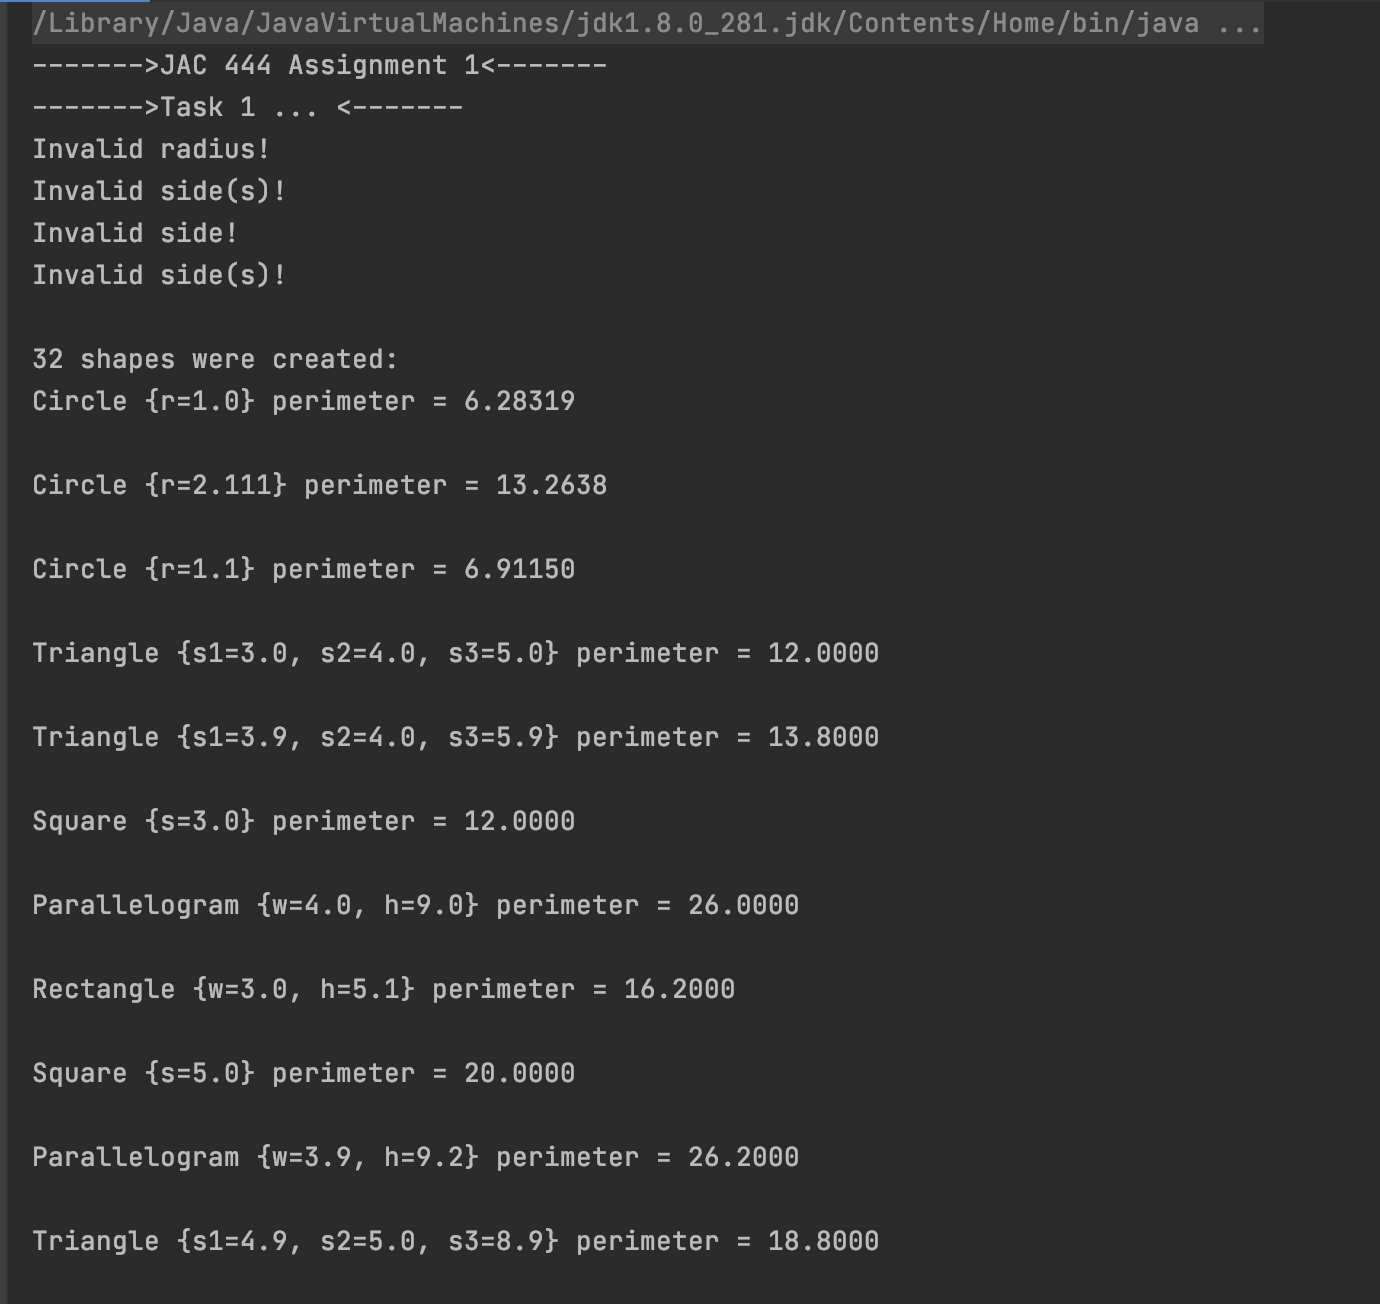 /Library/Java/JavaVirtualMachines/jdk1.8.0_281.jdk/Contents/Home/bin/java ...
------->JAC 444 Assignment 1<-------
------->Task 1 ... <-------
Invalid radius!
Invalid side(s)!
Invalid side!
Invalid side(s)!
32 shapes were created:
Circle {r=1.0} perimeter = 6.28319
Circle {r=2.111} perimeter = 13.2638
Circle {r=1.1} perimeter = 6.91150
Triangle {s1=3.0, s2=4.0, s3=5.0} perimeter = 12.0000
Triangle {s1=3.9, s2=4.0, s3=5.9} perimeter = 13.8000
Square {s=3.0} perimeter = 12.0000
Parallelogram {w=4.0, h=9.0} perimeter = 26.0000
Rectangle {w=3.0, h=5.1} perimeter = 16.2000
Square {s=5.0} perimeter = 20.0000
Parallelogram {w=3.9, h=9.2} perimeter = 26.2000
Triangle {s1=4.9, s2=5.0, s3=8.9} perimeter = 18.8000